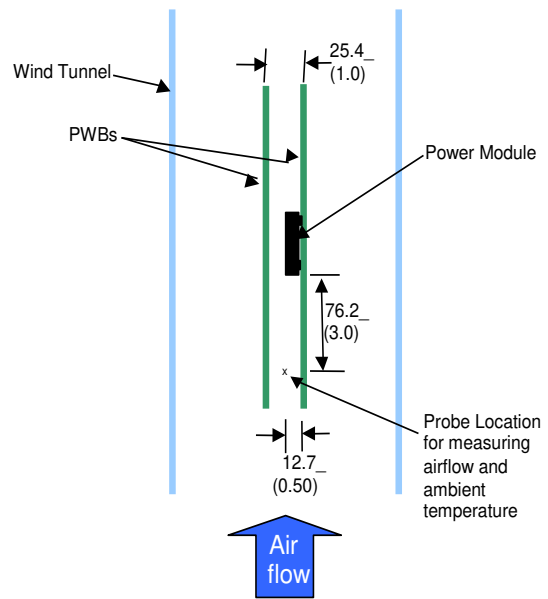 25.4_
(1.0)
Wind Tunnel
PWBs
Power Module
76.2_
(3.0)
x
Probe Location
for measuring
airflow and
ambient
temperature
12.7_
(0.50)
Air
flow